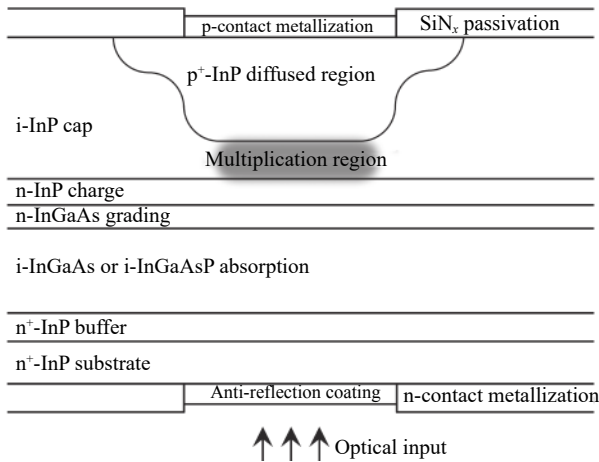 p-contact metallization
SiNₓ passivation
p⁺-InP diffused region
i-InP cap
Multiplication region
n-InP charge
n-InGaAs grading
i-InGaAs or i-InGaAsP absorption
n⁺-InP buffer
n⁺-InP substrate
Anti-reflection coating
n-contact metallization
Optical input